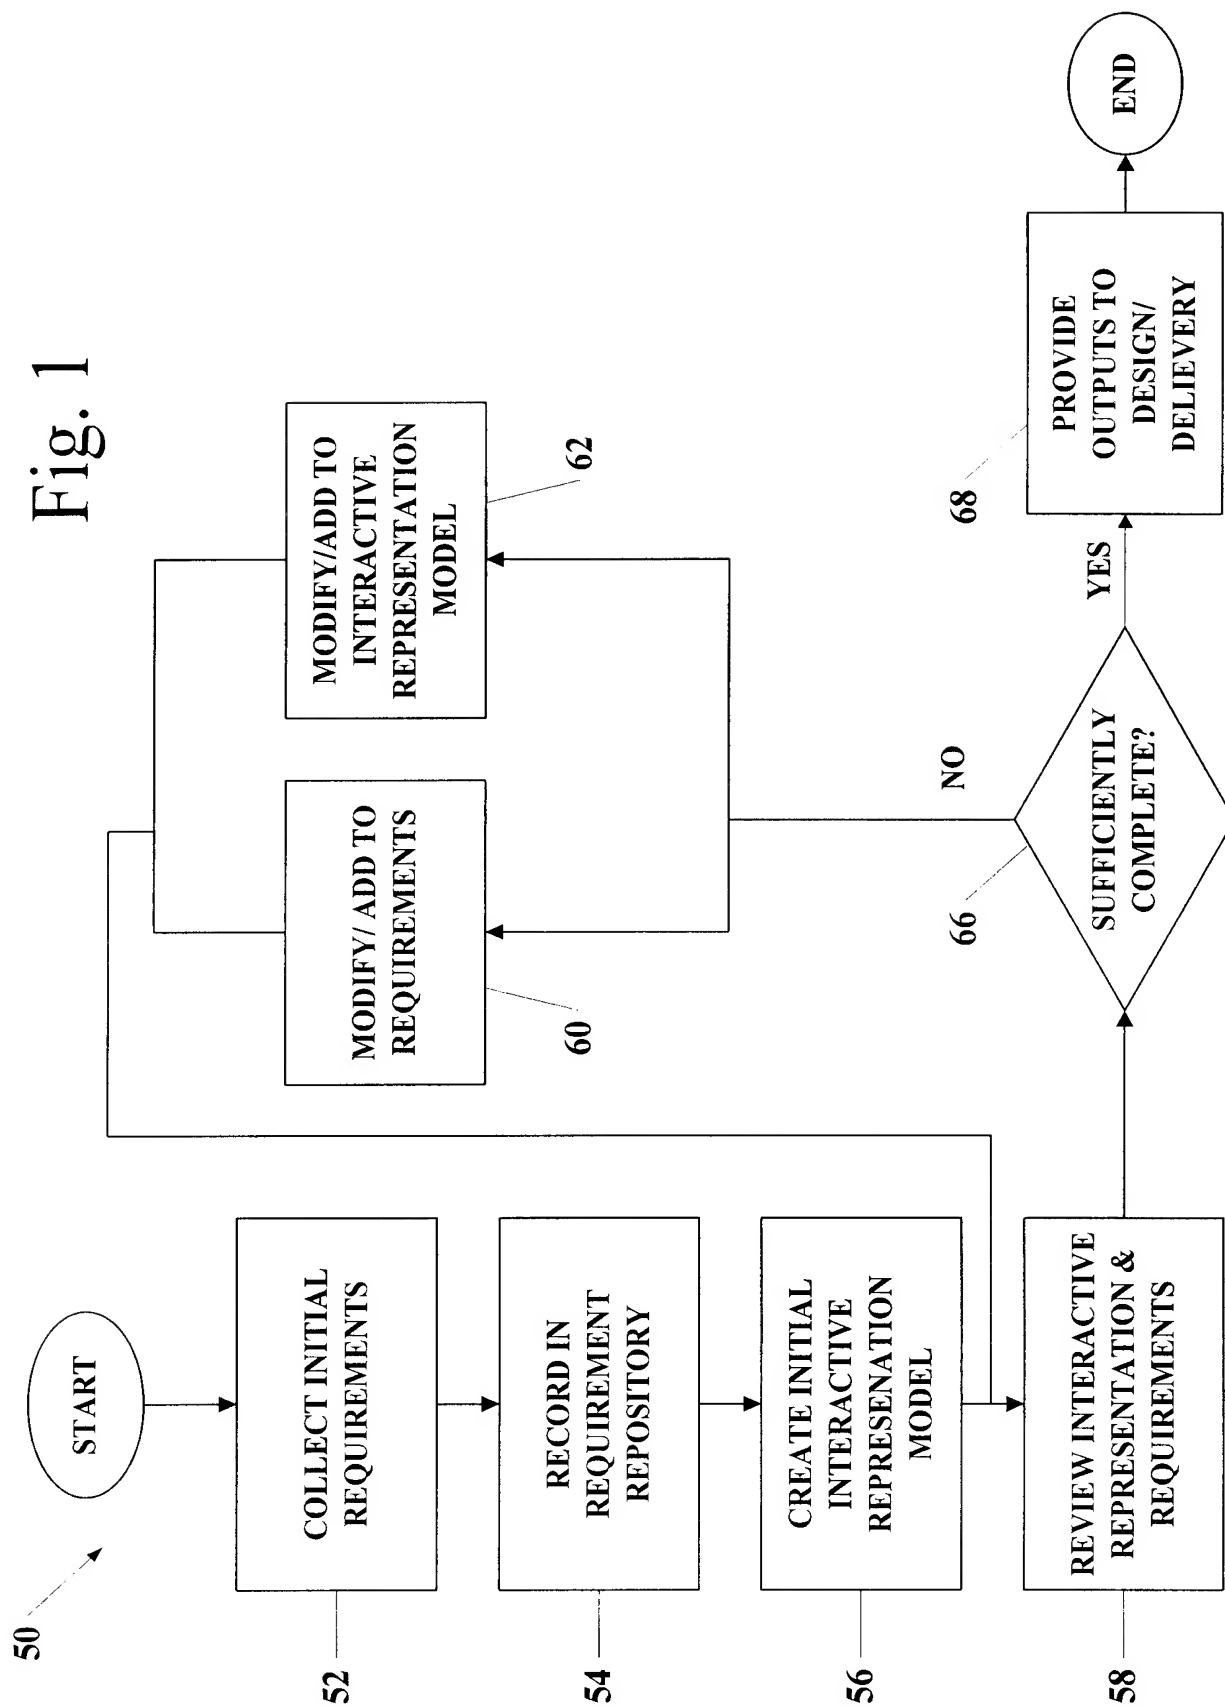 Fig. 1
50
START
52
COLLECT INITIAL
REQUIREMENTS
54
RECORD IN
REQUIREMENT
REPOSITORY
56
CREATE INITIAL
INTERACTIVE
REPRESENATION
MODEL
58
REVIEW INTERACTIVE
REPRESENTATION &
REQUIREMENTS
60
MODIFY/ ADD TO
REQUIREMENTS
62
MODIFY/ADD TO
INTERACTIVE
REPRESENTATION
MODEL
66
SUFFICIENTLY
COMPLETE?
NO
YES
68
PROVIDE
OUTPUTS TO
DESIGN/
DELIEVERY
END